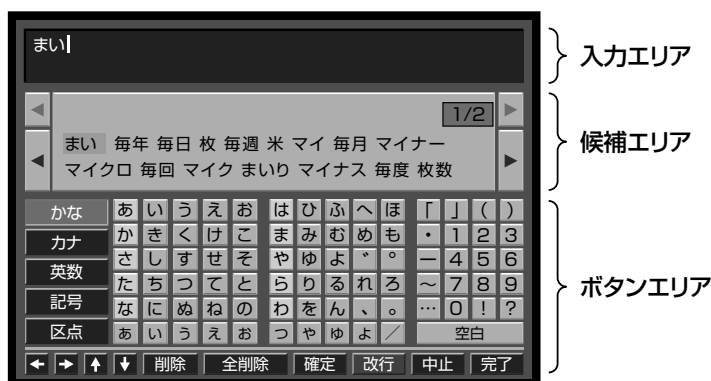 まい
入力エリア
◀ 1/2 ▶
まい 毎年 毎日 枚 毎週 米 マイ 毎月 マイナー
◀ マイクロ 毎回 マイク まいり マイナス 毎度 枚数 ▶
候補エリア
かな あ い う え お は ひ ふ へ ほ 「 」 ( )
カナ か き く け こ ま み む め も ・ 1 2 3
英数 さ し す せ そ や ゆ よ ゛ ゜ ー 4 5 6
記号 た ち つ て と ら り る れ ろ ~ 7 8 9
な に ぬ ね の わ を ん 、 。 … 0 ! ?
区点 ぁ ぃ ぅ ぇ ぉ っ ゃ ゅ ょ / 空白
ボタンエリア
← → ↑ ↓ 削除 全削除 確定 改行 中止 完了